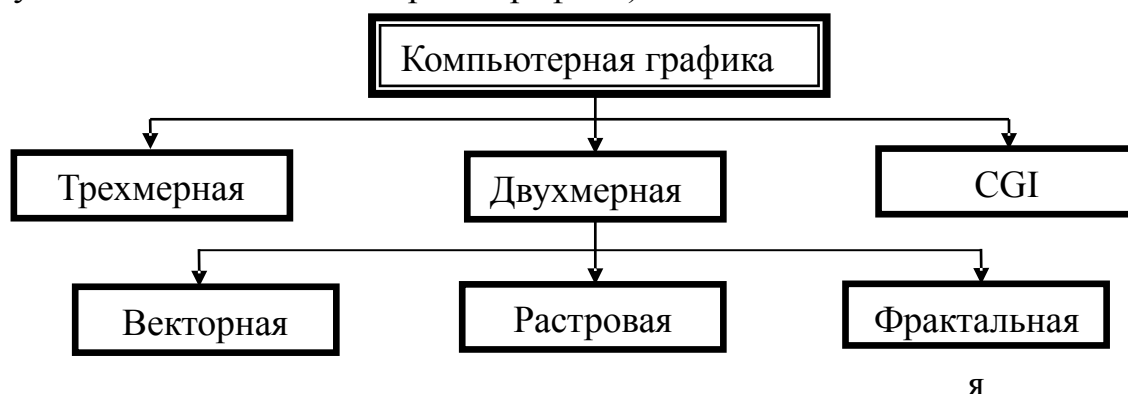 Компьютерная графика
Трехмерная
Двухмерная
CGI
Векторная
Растровая
Фрактальная
я